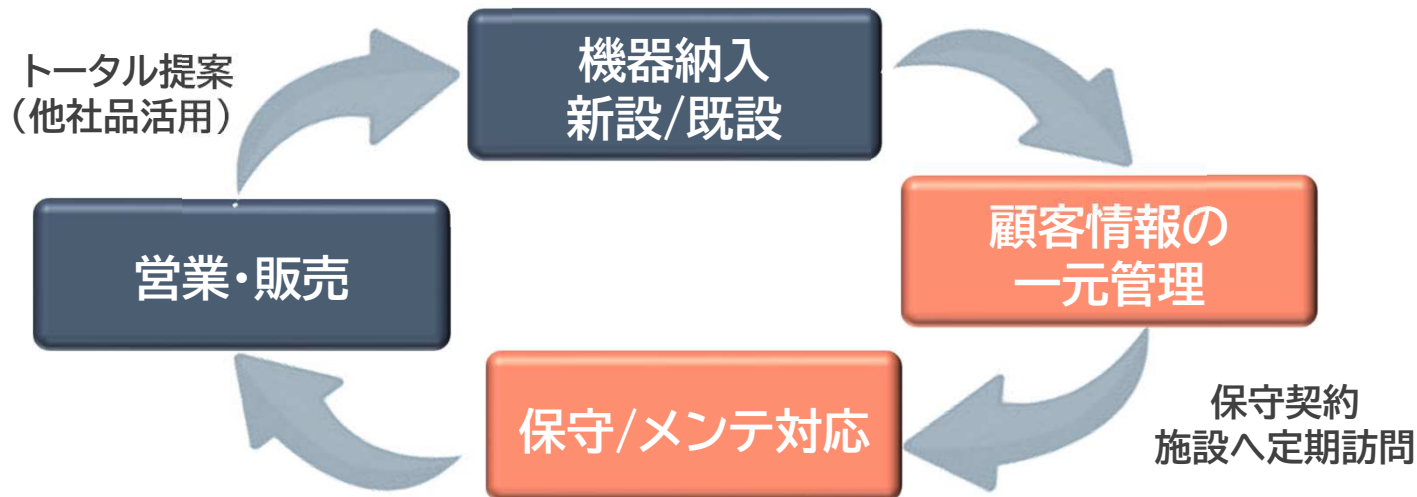 トータル提案
（他社品活用）
機器納入
新設/既設
顧客情報の
一元管理
営業・販売
保守/メンテ対応
保守契約
施設へ定期訪問